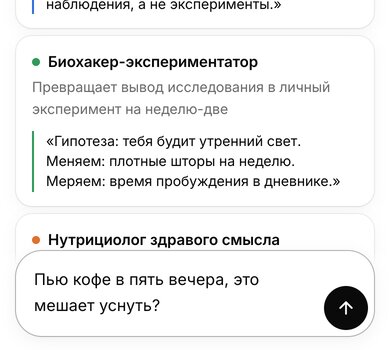 наблюдения, а не эксперименты.»
Биохакер-экспериментатор
Превращает вывод исследования в личный
эксперимент на неделю-две
«Гипотеза: тебя будит утренний свет.
Меняем: плотные шторы на неделю.
Меряем: время пробуждения в дневнике.»
Нутрициолог здравого смысла
Пью кофе в пять вечера, это
мешает уснуть?